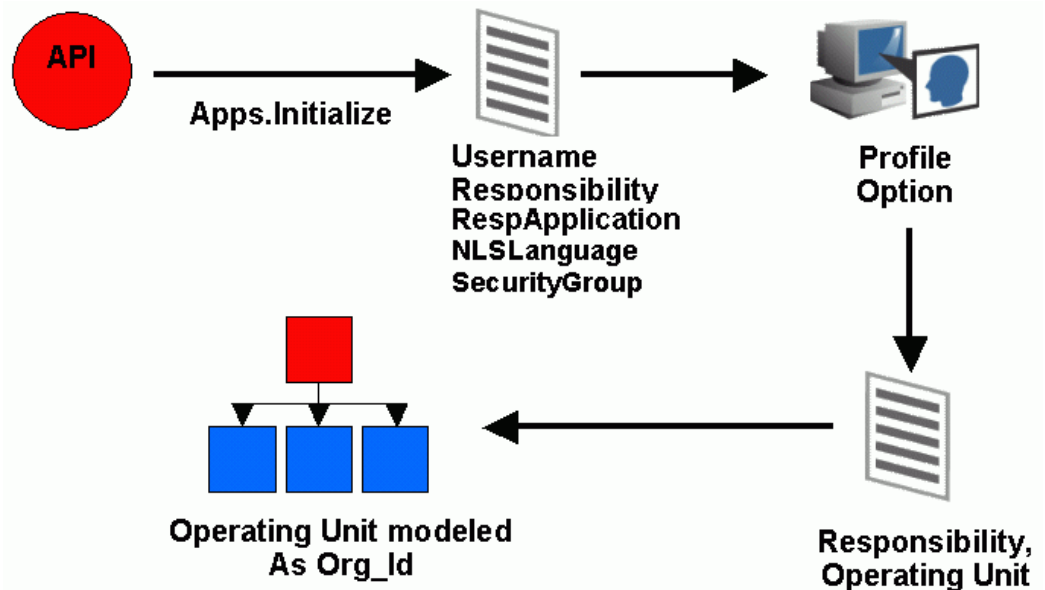 API
Apps.Initialize
Username
Responsibility
RespApplication
NLSLanguage
SecurityGroup
Profile
Option
Responsibility,
Operating Unit
Operating Unit modeled
As Org_Id